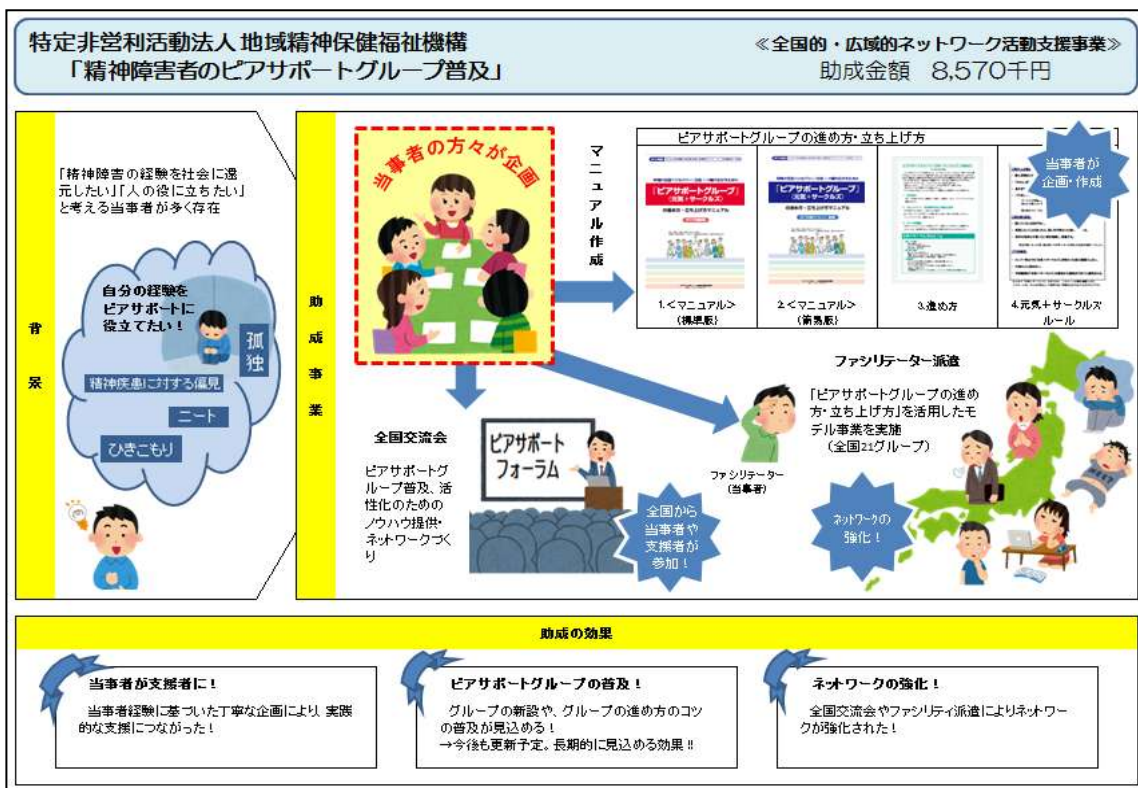 特定非営利活動法人 地域精神保健福祉機構
「精神障害者のピアサポートグループ普及」
≪全国的・広域的ネットワーク活動支援事業≫
助成金額 8,570千円
背景
「精神障害の経験を社会に還
元したい」「人の役に立ちたい」
と考える当事者が多く存在
自分の経験を
ピアサポートに
役立てたい!
孤独
精神疾患に対する偏見
ニート
ひきこもり
助成事業
当事者の方々が企画
マニュアル作成
ピアサポートグループの進め方・立ち上げ方
当事者が
企画・作成
「ピアサポートグループ」
(元気+サークルズ)
「ピアサポートグループ」
(元気+サークルズ)
1.<マニュアル>
(標準版)
2.<マニュアル>
(簡易版)
3.進め方
4.元気+サークルズ
ルール
全国交流会
ピアサポートグ
ループ普及、活
性化のための
ノウハウ提供・
ネットワークづく
り
ピアサポート
フォーラム
全国から
当事者や
支援者が
参加!
ファシリテーター
(当事者)
ファシリテーター派遣
「ピアサポートグループの進め
方・立ち上げ方」を活用したモ
デル事業を実施
(全国21グループ)
ネットワークの
強化!
助成の効果
当事者が支援者に!
当事者経験に基づいた丁寧な企画により、実践
的な支援につながった!
ピアサポートグループの普及!
グループの新設や、グループの進め方のコツ
の普及が見込める!
→今後も更新予定。長期的に見込める効果!!
ネットワークの強化!
全国交流会やファシリティ派遣によりネットワー
クが強化された!